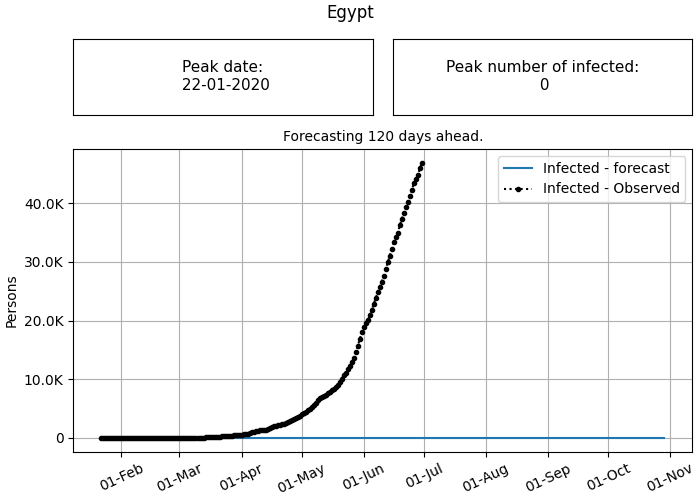 Egypt
Peak date:
22-01-2020
Peak number of infected:
0
Forecasting 120 days ahead.
Infected - forecast
Infected - Observed
Persons
40.0K
30.0K
20.0K
10.0K
0
01-Feb
01-Mar
01-Apr
01-May
01-Jun
01-Jul
01-Aug
01-Sep
01-Oct
01-Nov